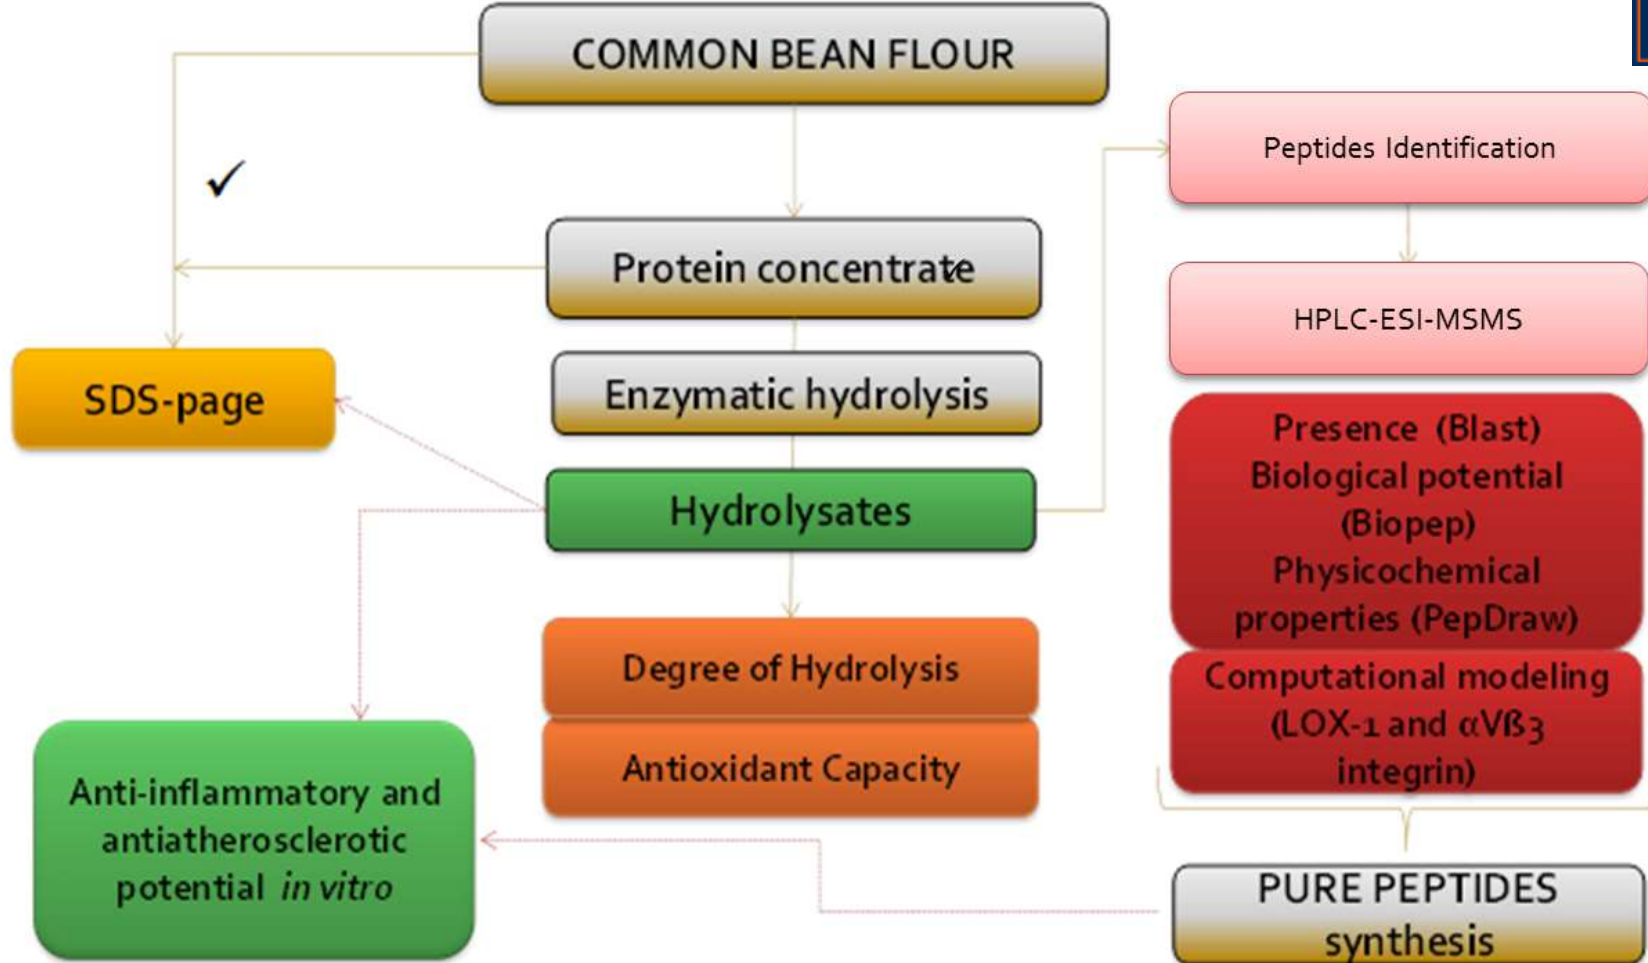 COMMON BEAN FLOUR
Peptides Identification
Protein concentrate
HPLC-ESI-MSMS
SDS-page
Enzymatic hydrolysis
Hydrolysates
Presence (Blast)
Biological potential
(Biopep)
Physicochemical
properties (PepDraw)
Degree of Hydrolysis
Computational modeling
(LOX-1 and αVß3
integrin)
Antioxidant Capacity
Anti-inflammatory and
antiatherosclerotic
potential in vitro
PURE PEPTIDES
synthesis